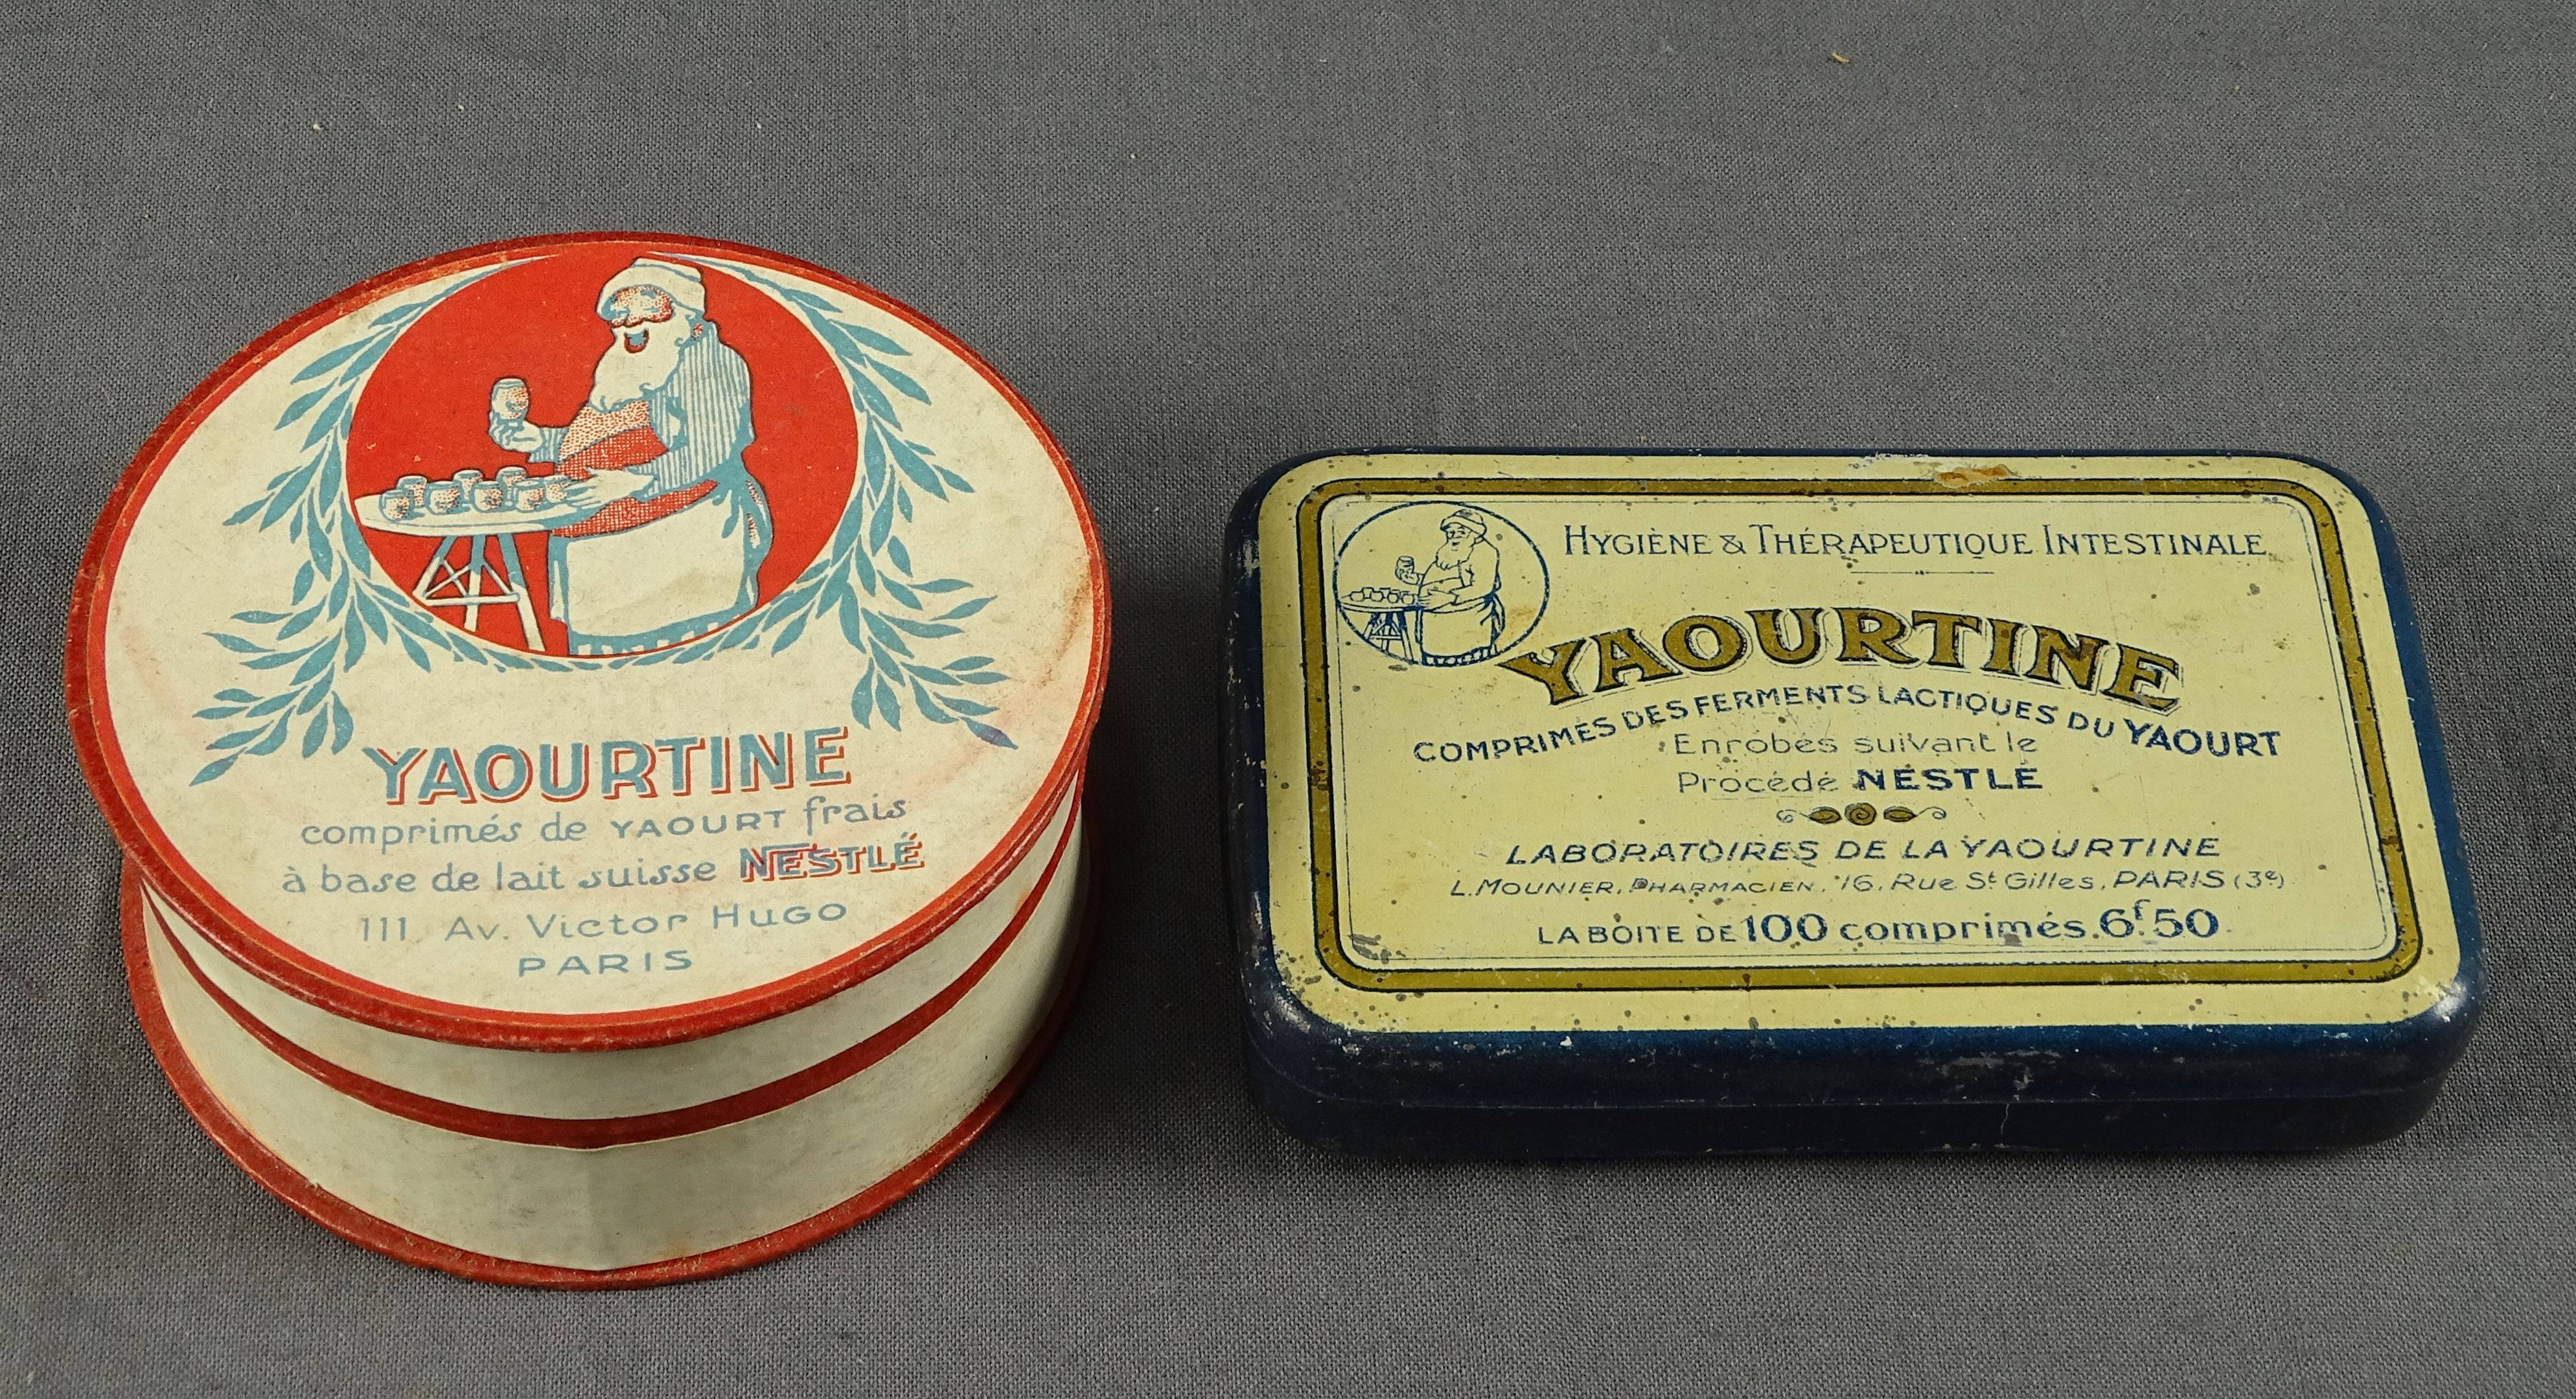 YAOURTINE
comprimés de YAOURT frais
à base de lait suisse NESTLÉ
111 Av. Victor Hugo
PARIS
HYGIÈNE & THÉRAPEUTIQUE INTESTINALE
YAOURTINE
COMPRIMÉS DES FERMENTS LACTIQUES DU YAOURT
Enrobés suivant le
Procédé NESTLÉ
LABORATOIRES DE LA YAOURTINE
L. MOUNIER, PHARMACIEN, 16, Rue St Gilles, PARIS (3e)
LA BOITE DE 100 comprimés. 6f50